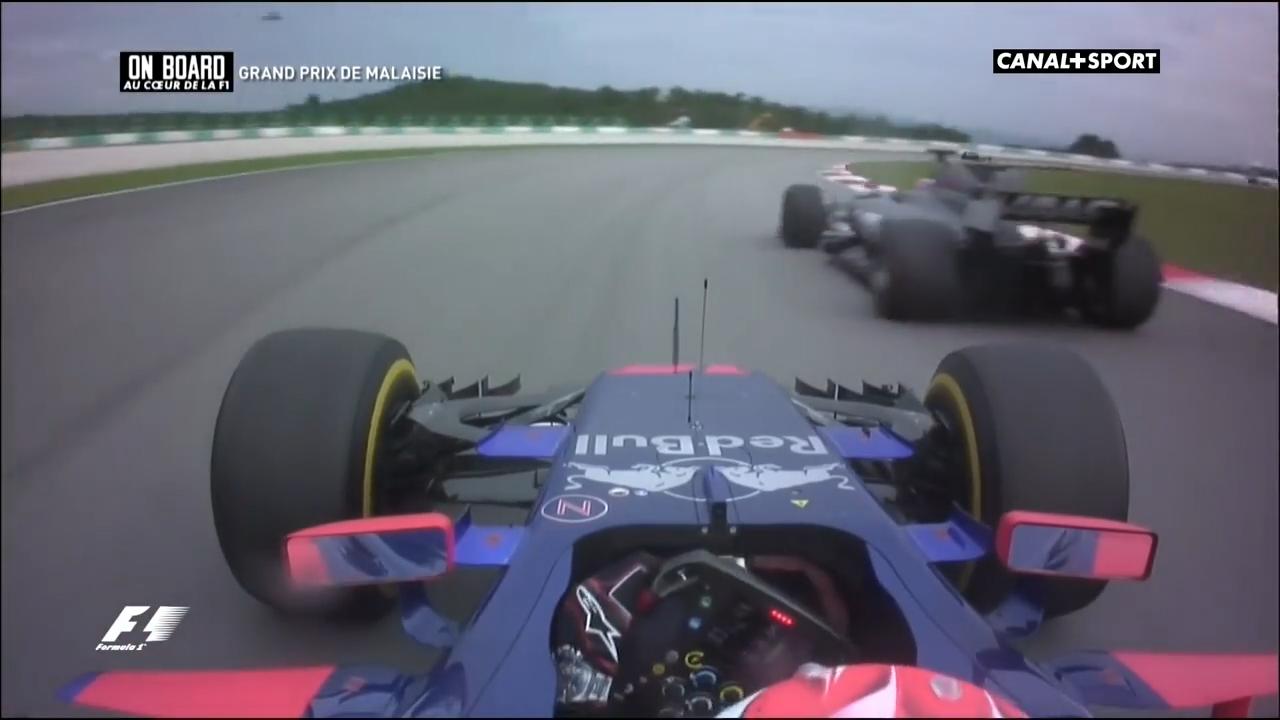 ON BOARD
AU CŒUR DE LA F1
GRAND PRIX DE MALAISIE
CANAL+SPORT
Red Bull
F1
Formula 1